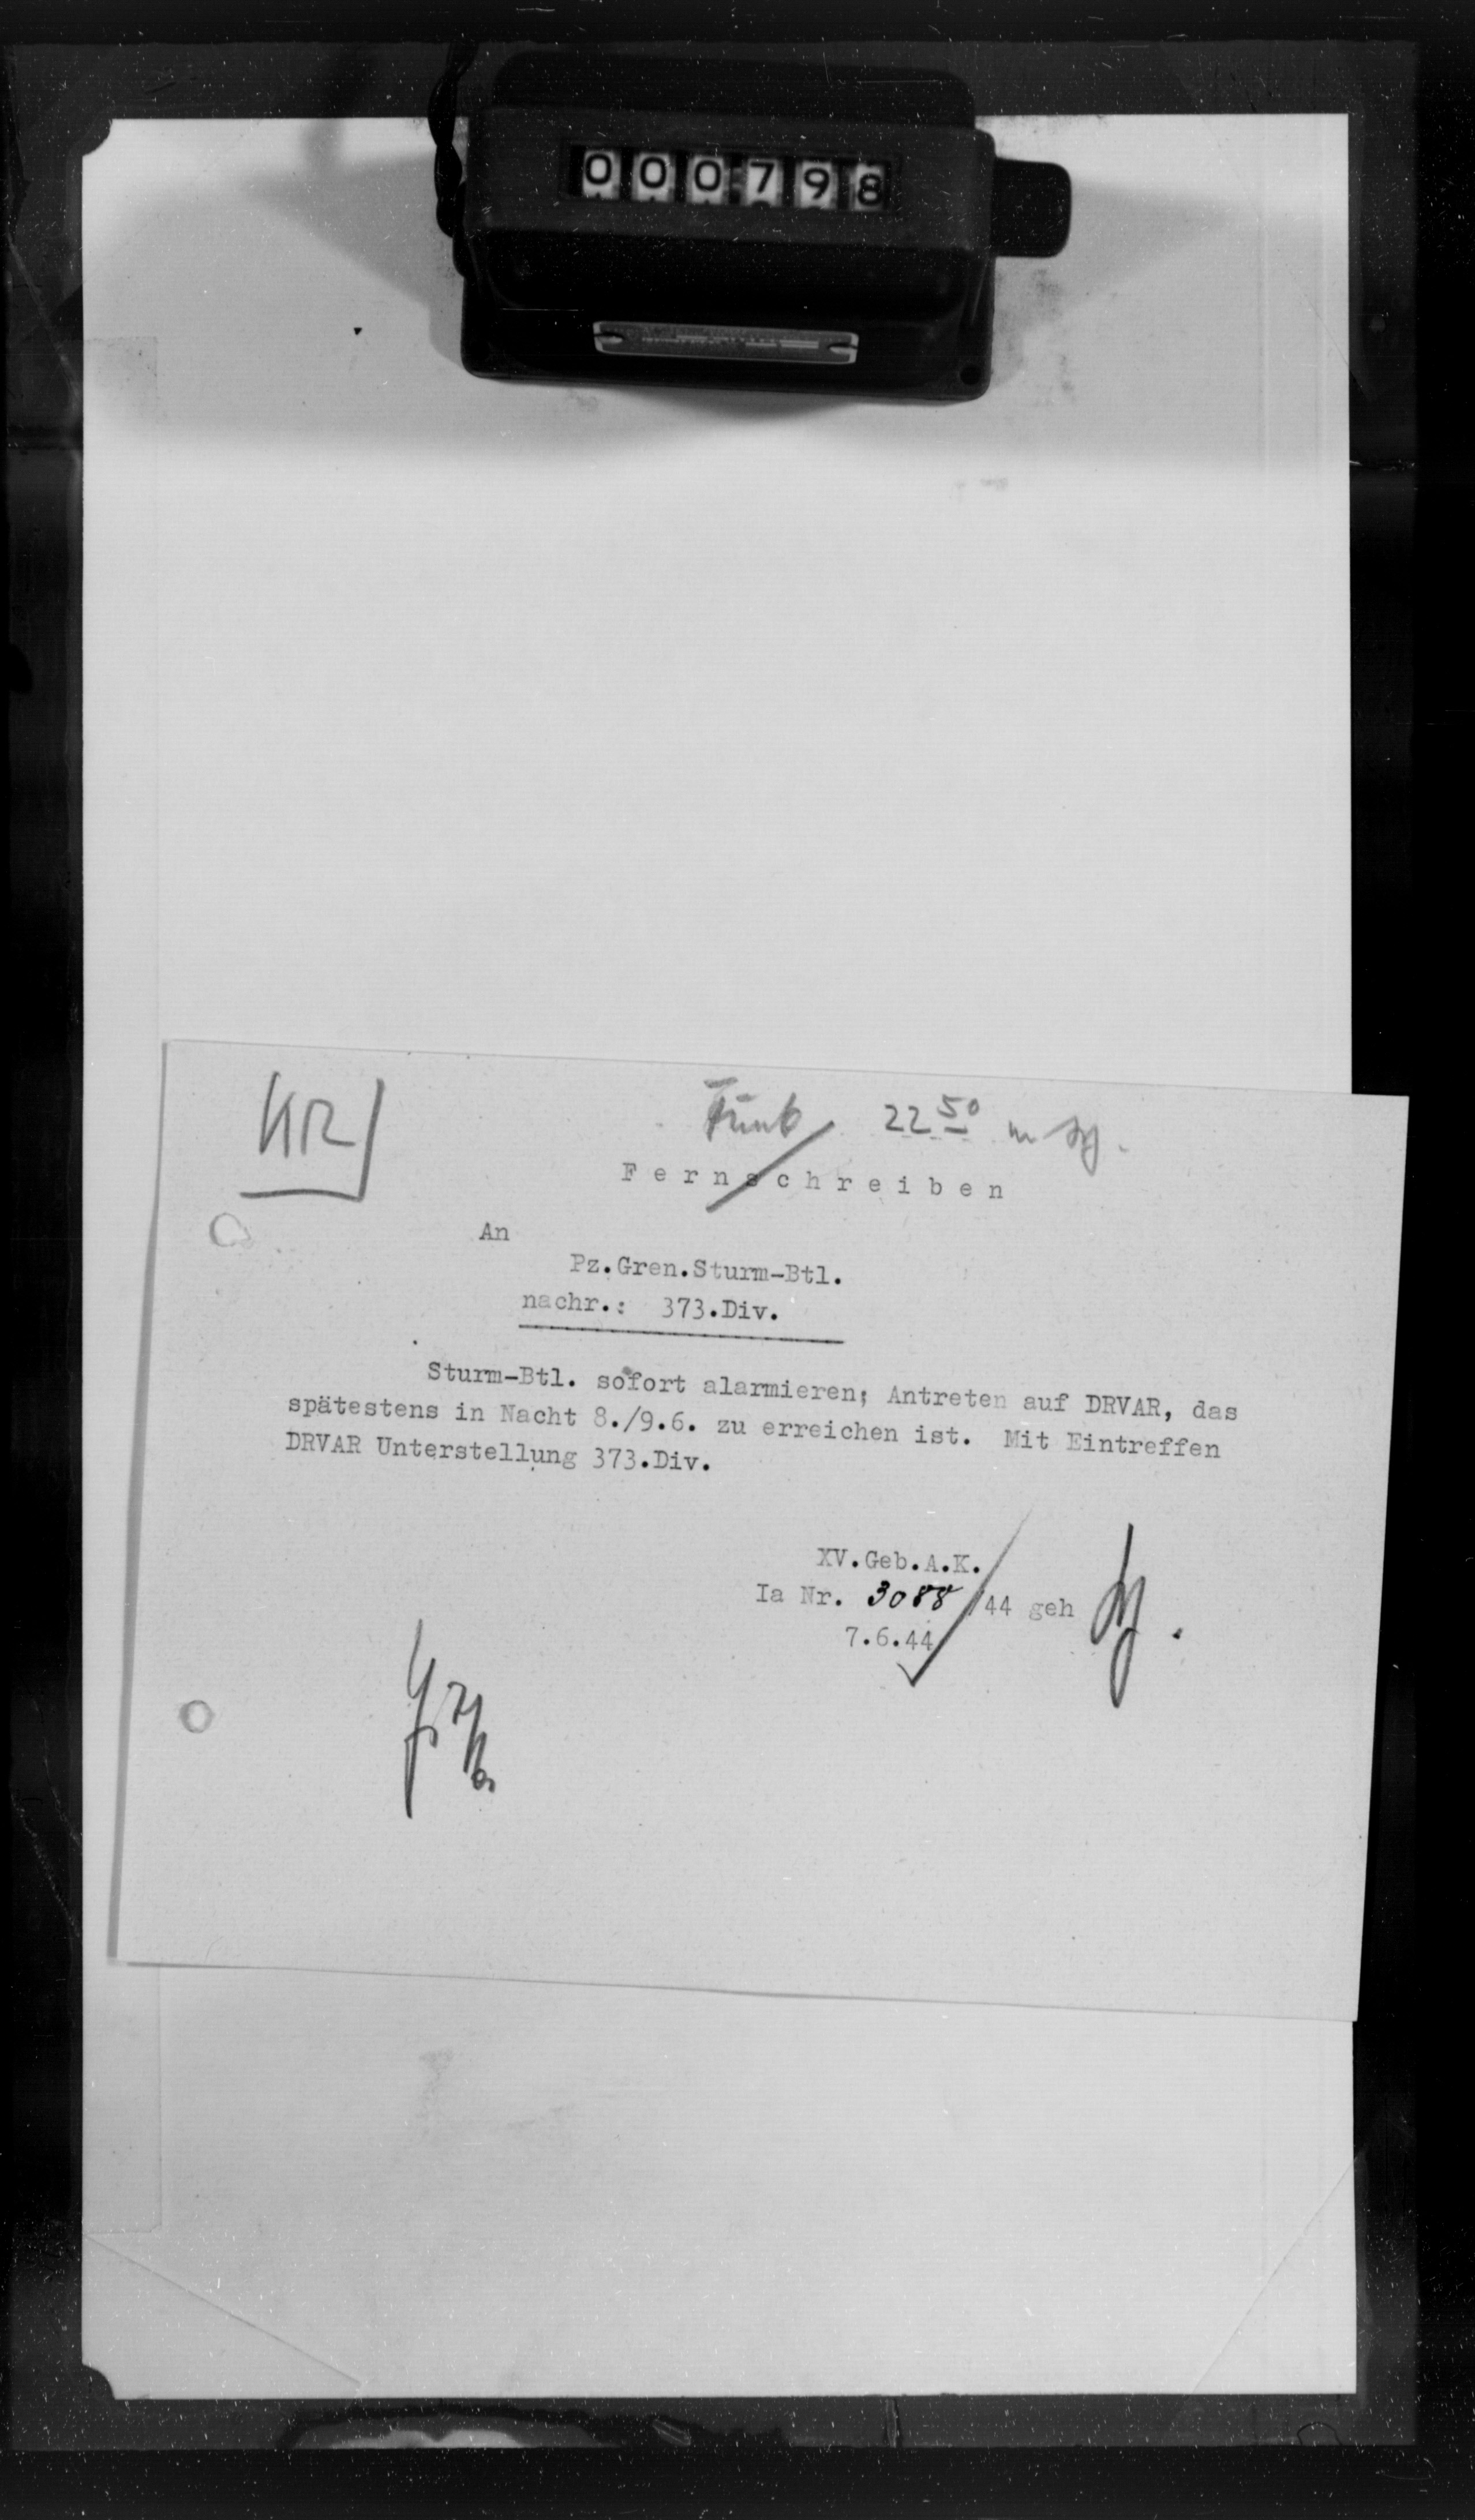 000798
KR
Funk 22 50
Fernschreiben
An
Pz.Gren.Sturm-Btl.
nachr.: 373.Div.
Sturm-Btl. sofort alarmieren; Antreten auf DRVAR, das
spätestens in Nacht 8./9.6. zu erreichen ist. Mit Eintreffen
DRVAR Unterstellung 373.Div.
XV.Geb.A.K.
Ia Nr. 3088 /44 geh
7.6.44